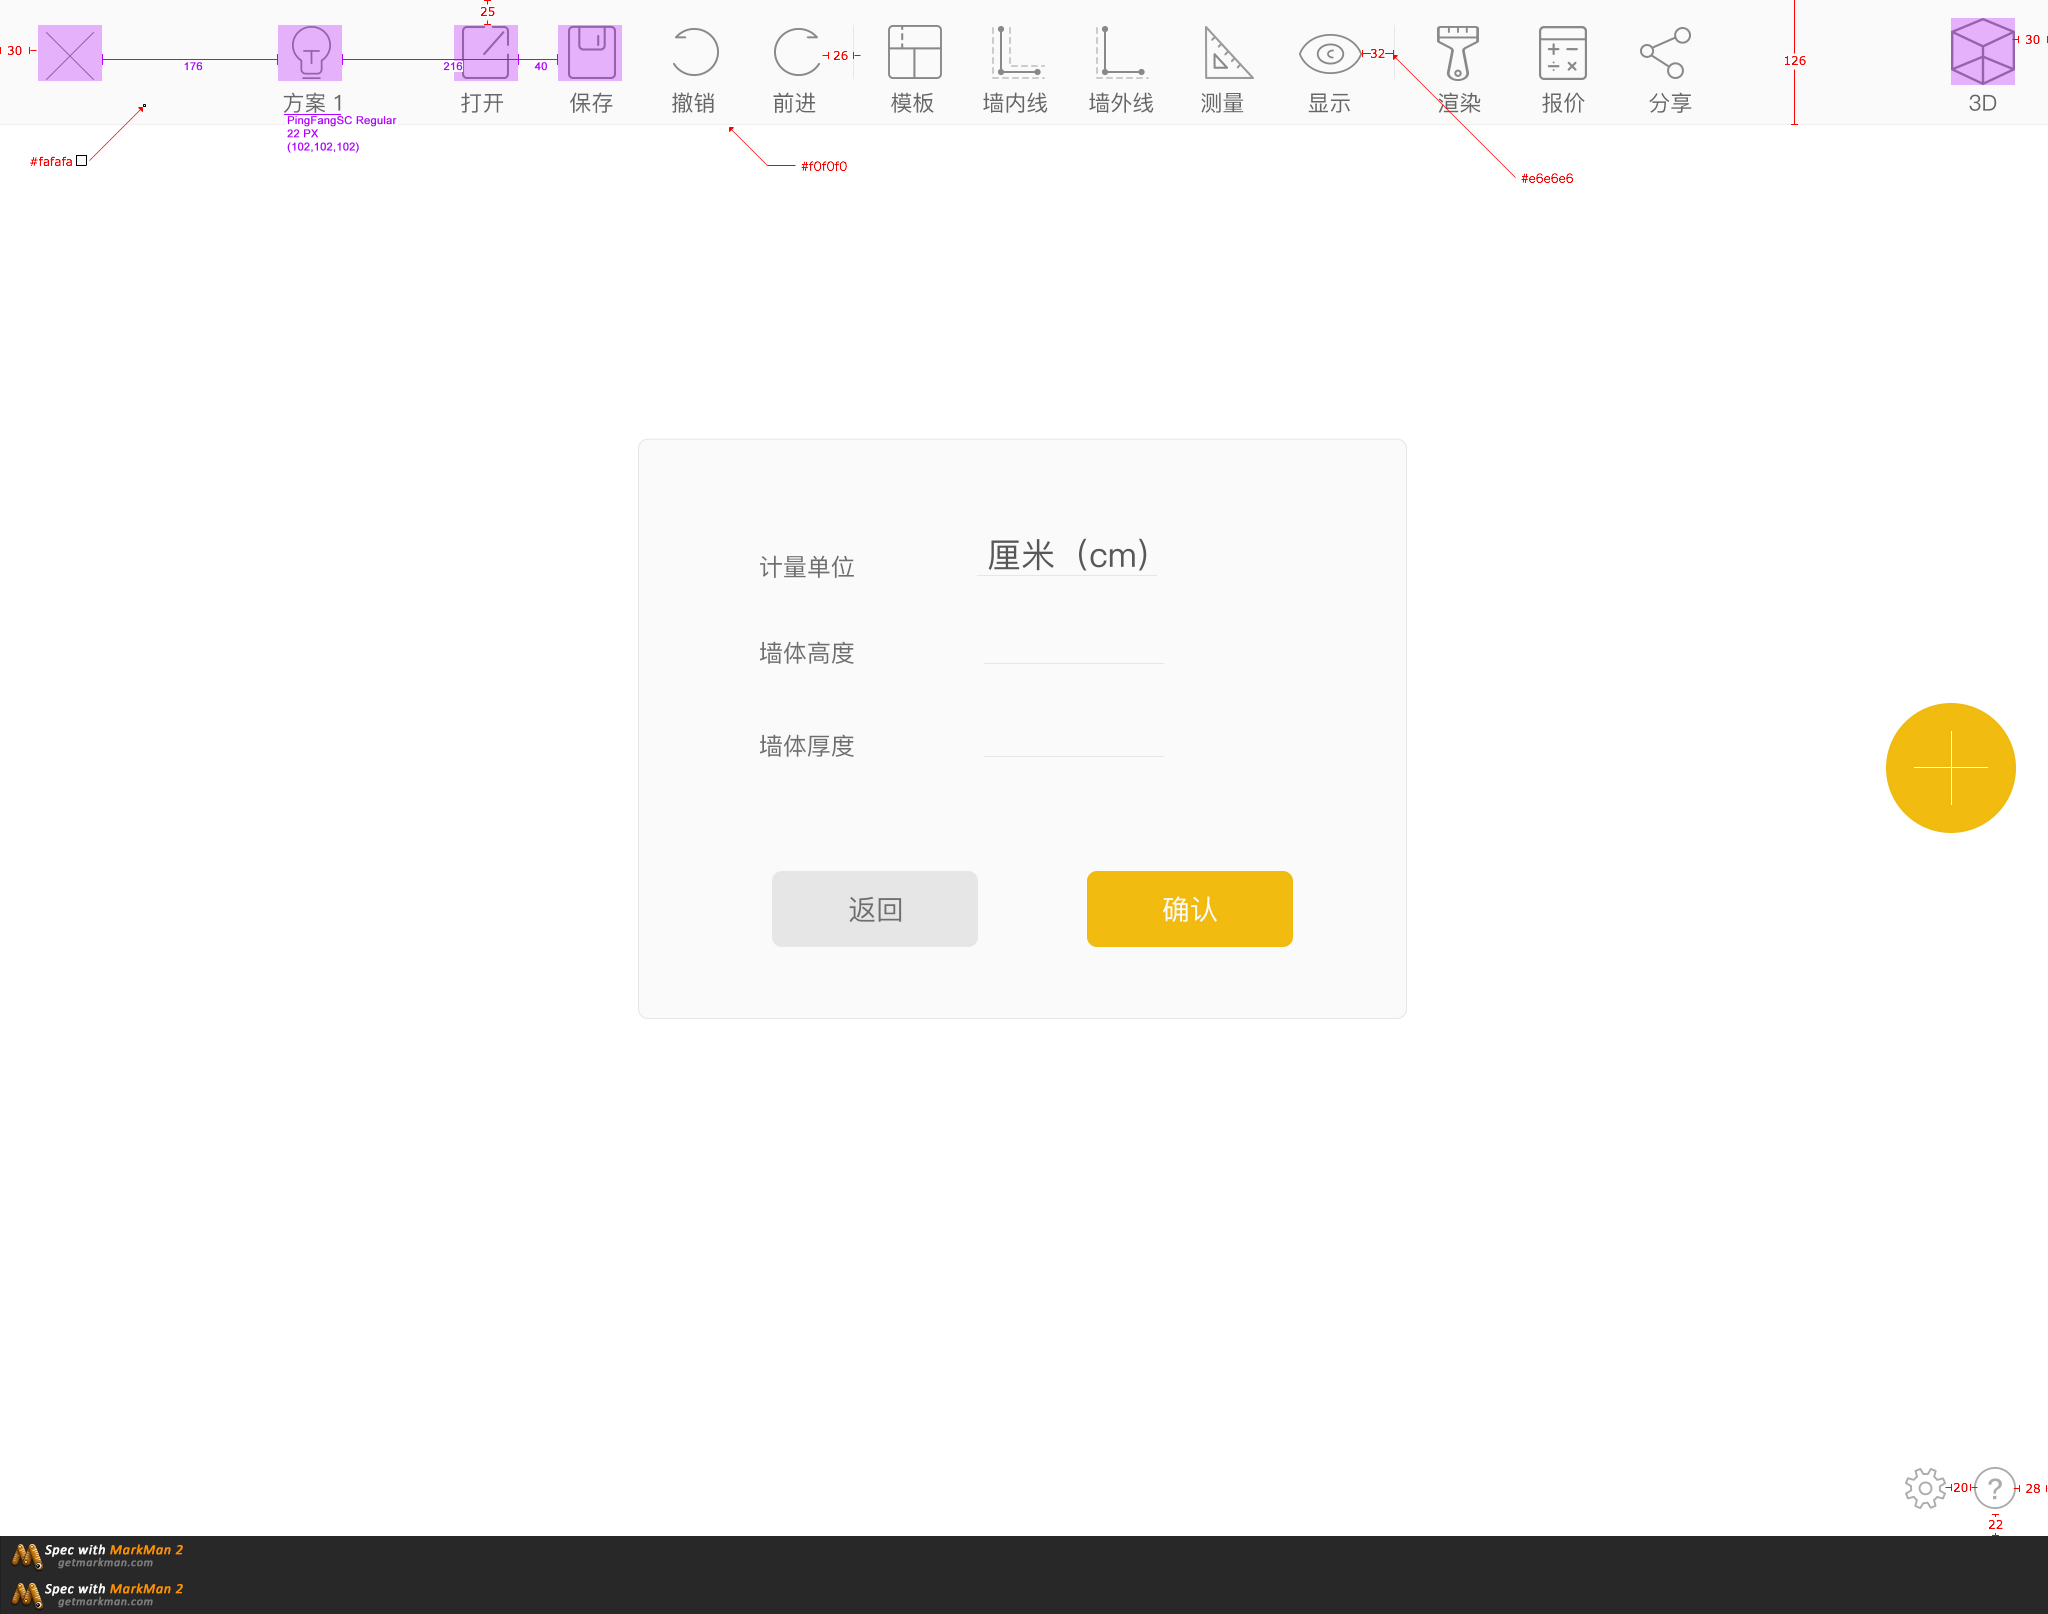 25
30
176
216
40
26
32
126
30
方案 1
打开
保存
撤销
前进
模板
墙内线
墙外线
测量
显示
渲染
报价
分享
3D
PingFangSC Regular
22 PX
(102,102,102)
#fafafa
#f0f0f0
#e6e6e6
计量单位
厘米（cm）
墙体高度
墙体厚度
返回
确认
20
?
28
22
Spec with MarkMan 2
getmarkman.com
Spec with MarkMan 2
getmarkman.com